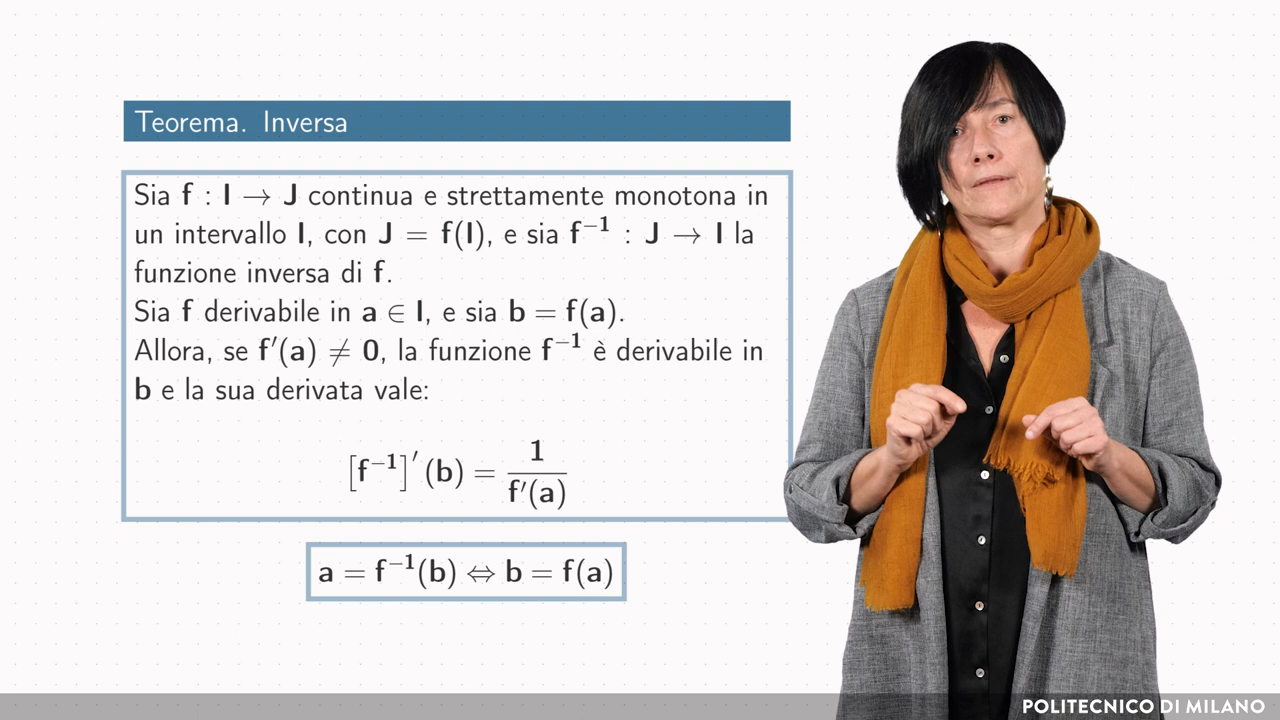 Teorema. Inversa
Sia f : I → J continua e strettamente monotona in
un intervallo I, con J = f(I), e sia f⁻¹ : J → I la
funzione inversa di f.
Sia f derivabile in a ∈ I, e sia b = f(a).
Allora, se f′(a) ≠ 0, la funzione f⁻¹ è derivabile in
b e la sua derivata vale:
[f⁻¹]′(b) = 1 / f′(a)
a = f⁻¹(b) ⇔ b = f(a)
POLITECNICO DI MILANO